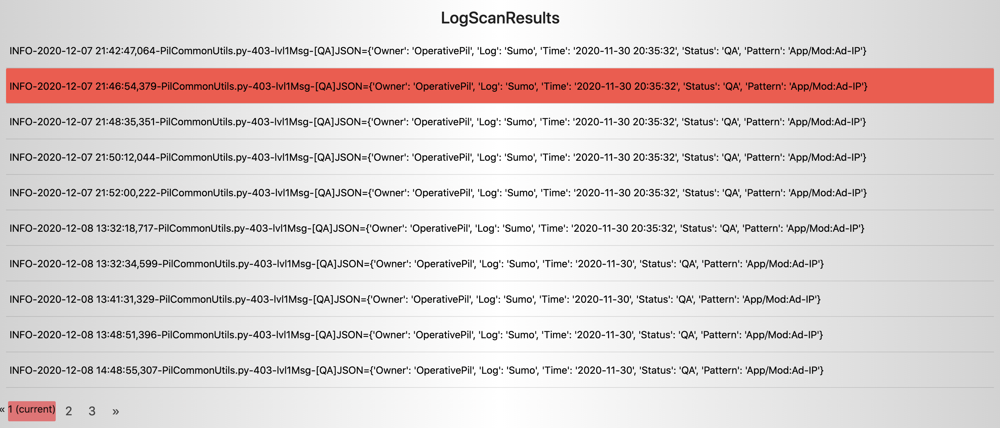 LogScanResults
INFO-2020-12-07 21:42:47,064-PilCommonUtils.py-403-lvl1Msg-[QA]JSON={'Owner': 'OperativePil', 'Log': 'Sumo', 'Time': '2020-11-30 20:35:32', 'Status': 'QA', 'Pattern': 'App/Mod:Ad-IP'}
INFO-2020-12-07 21:46:54,379-PilCommonUtils.py-403-lvl1Msg-[QA]JSON={'Owner': 'OperativePil', 'Log': 'Sumo', 'Time': '2020-11-30 20:35:32', 'Status': 'QA', 'Pattern': 'App/Mod:Ad-IP'}
INFO-2020-12-07 21:48:35,351-PilCommonUtils.py-403-lvl1Msg-[QA]JSON={'Owner': 'OperativePil', 'Log': 'Sumo', 'Time': '2020-11-30 20:35:32', 'Status': 'QA', 'Pattern': 'App/Mod:Ad-IP'}
INFO-2020-12-07 21:50:12,044-PilCommonUtils.py-403-lvl1Msg-[QA]JSON={'Owner': 'OperativePil', 'Log': 'Sumo', 'Time': '2020-11-30 20:35:32', 'Status': 'QA', 'Pattern': 'App/Mod:Ad-IP'}
INFO-2020-12-07 21:52:00,222-PilCommonUtils.py-403-lvl1Msg-[QA]JSON={'Owner': 'OperativePil', 'Log': 'Sumo', 'Time': '2020-11-30 20:35:32', 'Status': 'QA', 'Pattern': 'App/Mod:Ad-IP'}
INFO-2020-12-08 13:32:18,717-PilCommonUtils.py-403-lvl1Msg-[QA]JSON={'Owner': 'OperativePil', 'Log': 'Sumo', 'Time': '2020-11-30 20:35:32', 'Status': 'QA', 'Pattern': 'App/Mod:Ad-IP'}
INFO-2020-12-08 13:32:34,599-PilCommonUtils.py-403-lvl1Msg-[QA]JSON={'Owner': 'OperativePil', 'Log': 'Sumo', 'Time': '2020-11-30', 'Status': 'QA', 'Pattern': 'App/Mod:Ad-IP'}
INFO-2020-12-08 13:41:31,329-PilCommonUtils.py-403-lvl1Msg-[QA]JSON={'Owner': 'OperativePil', 'Log': 'Sumo', 'Time': '2020-11-30', 'Status': 'QA', 'Pattern': 'App/Mod:Ad-IP'}
INFO-2020-12-08 13:48:51,396-PilCommonUtils.py-403-lvl1Msg-[QA]JSON={'Owner': 'OperativePil', 'Log': 'Sumo', 'Time': '2020-11-30', 'Status': 'QA', 'Pattern': 'App/Mod:Ad-IP'}
INFO-2020-12-08 14:48:55,307-PilCommonUtils.py-403-lvl1Msg-[QA]JSON={'Owner': 'OperativePil', 'Log': 'Sumo', 'Time': '2020-11-30', 'Status': 'QA', 'Pattern': 'App/Mod:Ad-IP'}
« 1 (current) 2 3 »